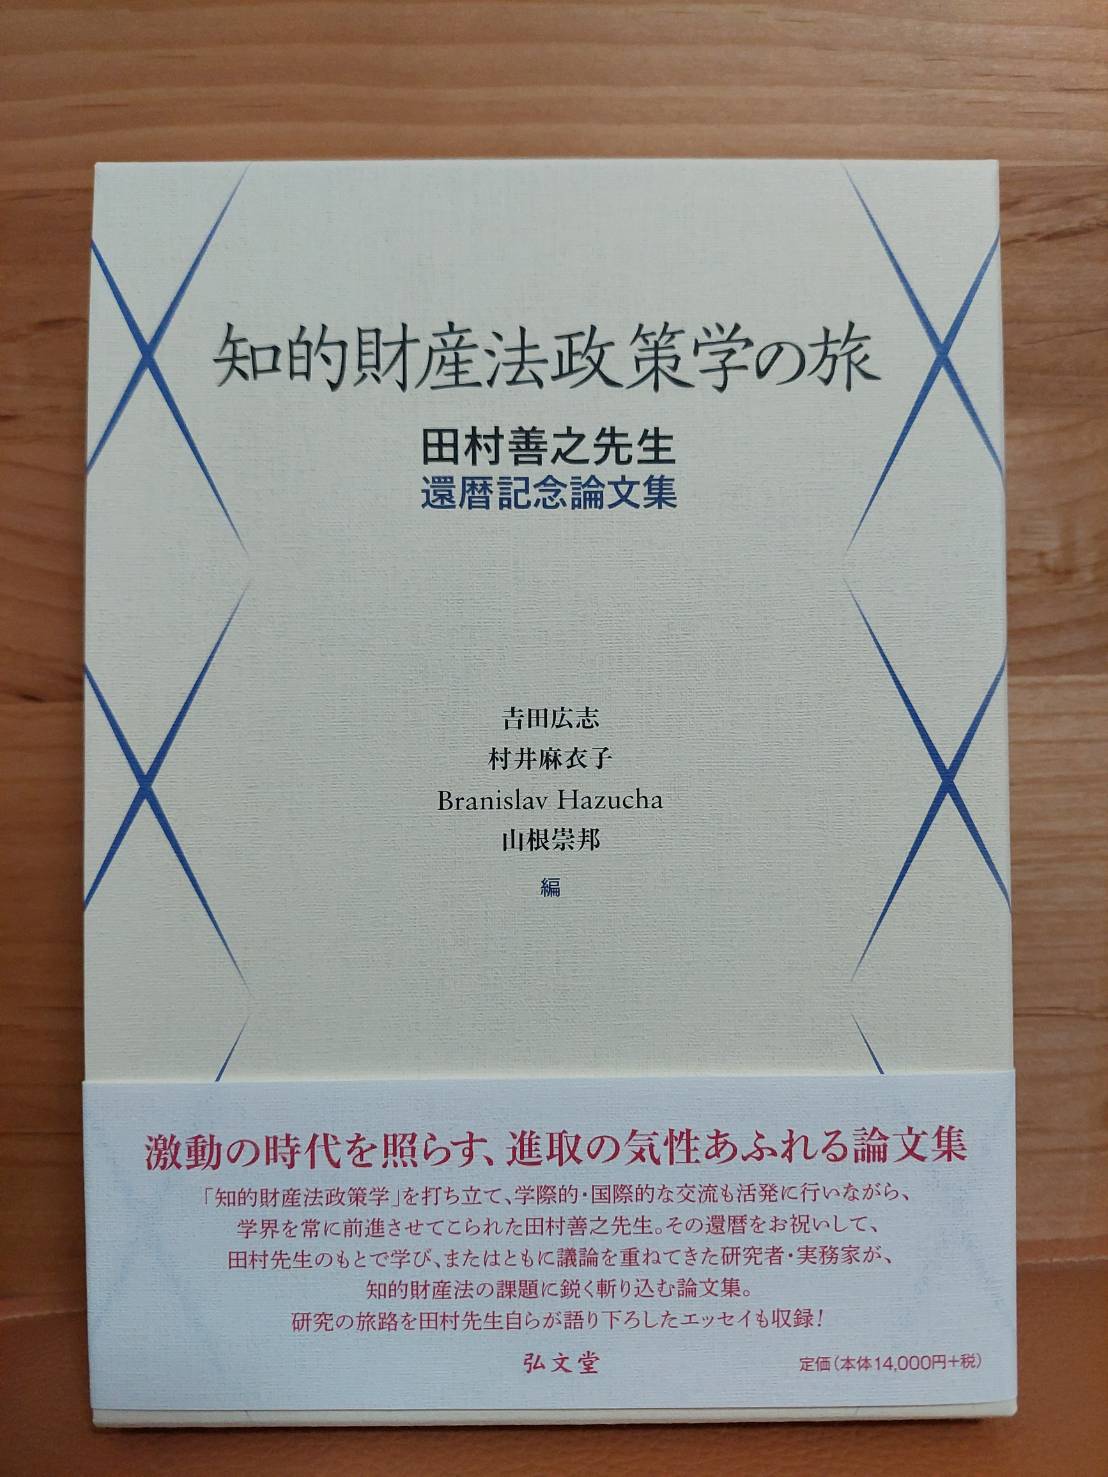 知的財産法政策学の旅
田村善之先生
還暦記念論文集
𠮷田広志
村井麻衣子
Branislav Hazucha
山根崇邦
編
激動の時代を照らす、進取の気性あふれる論文集
「知的財産法政策学」を打ち立て、学際的・国際的な交流も活発に行いながら、
学界を常に前進させてこられた田村善之先生。その還暦をお祝いして、
田村先生のもとで学び、またはともに議論を重ねてきた研究者・実務家が、
知的財産法の課題に鋭く斬り込む論文集。
研究の旅路を田村先生自らが語り下ろしたエッセイも収録！
弘文堂
定価（本体14,000円＋税）